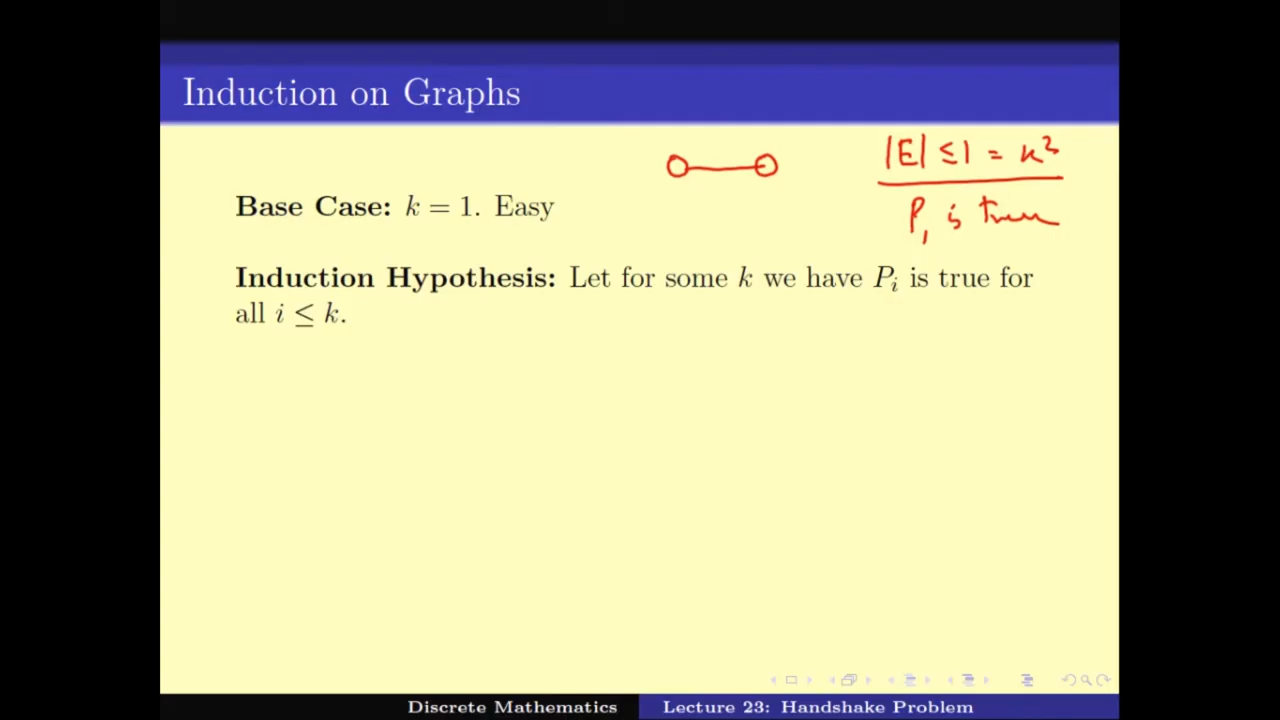 Induction on Graphs
|E| ≤ 1 = k²
Base Case: k = 1. Easy
P₁ is true
Induction Hypothesis: Let for some k we have Pᵢ is true for
all i ≤ k.
Discrete Mathematics
Lecture 23: Handshake Problem